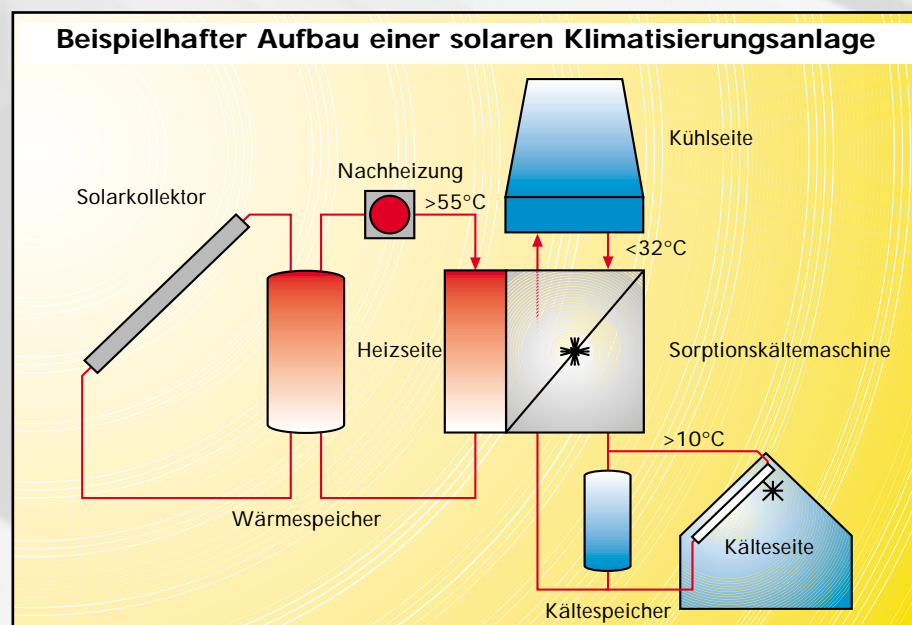 Beispielhafter Aufbau einer solaren Klimatisierungsanlage
Kühlseite
Nachheizung
Solarkollektor
>55°C
<32°C
Heizseite
Sorptionskältemaschine
>10°C
Wärmespeicher
Kälteseite
Kältespeicher